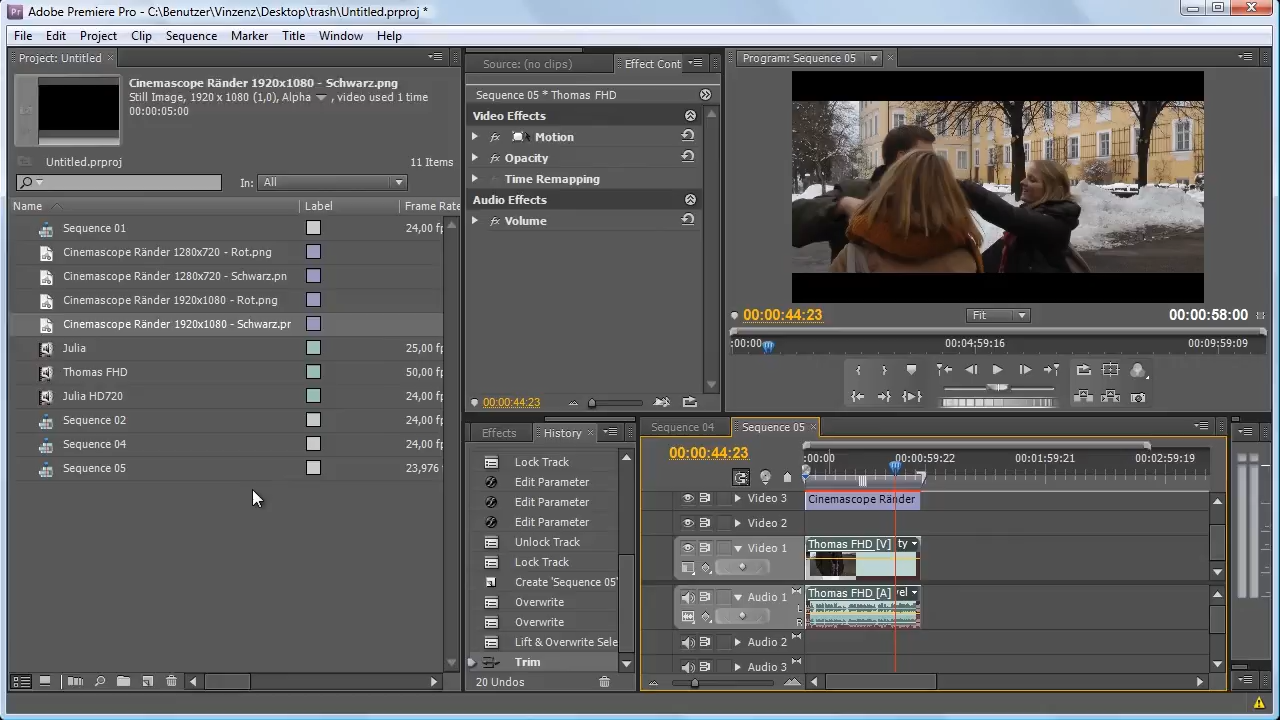 Adobe Premiere Pro - C:\Benutzer\Vinzenz\Desktop\trash\Untitled.prproj *
File Edit Project Clip Sequence Marker Title Window Help
Project: Untitled
Cinemascope Ränder 1920x1080 - Schwarz.png
Still Image, 1920 x 1080 (1,0), Alpha , video used 1 time
00:00:05:00
Untitled.prproj 11 Items
In: All
Name Label Frame Rate
Sequence 01 24,00 fp
Cinemascope Ränder 1280x720 - Rot.png
Cinemascope Ränder 1280x720 - Schwarz.pn
Cinemascope Ränder 1920x1080 - Rot.png
Cinemascope Ränder 1920x1080 - Schwarz.pr
Julia 25,00 fp
Thomas FHD 50,00 fp
Julia HD720 24,00 fp
Sequence 02 24,00 fp
Sequence 04 24,00 fp
Sequence 05 23,976
Source: (no clips) Effect Cont
Sequence 05 * Thomas FHD
Video Effects
fx Motion
fx Opacity
Time Remapping
Audio Effects
fx Volume
00:00:44:23
Program: Sequence 05
00:00:44:23 Fit 00:00:58:00
:00:00 00:04:59:16 00:09:59:09
Effects History
Lock Track
Edit Parameter
Edit Parameter
Edit Parameter
Unlock Track
Lock Track
Create 'Sequence 05'
Overwrite
Overwrite
Lift & Overwrite Sele
Trim
20 Undos
Sequence 04 Sequence 05
00:00:44:23
:00:00 00:00:59:22 00:01:59:21 00:02:59:19
Video 3 Cinemascope Ränder
Video 2
Video 1 Thomas FHD [V] ty
Audio 1 Thomas FHD [A] vel
L
R
Audio 2
Audio 3